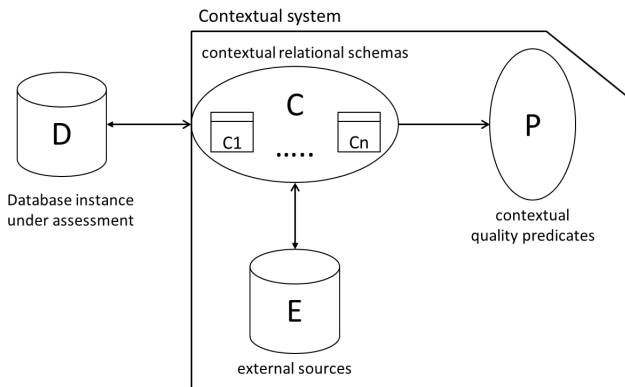 Contextual system
contextual relational schemas
D
C
C1
.....
Cn
P
Database instance
under assessment
contextual
quality predicates
E
external sources